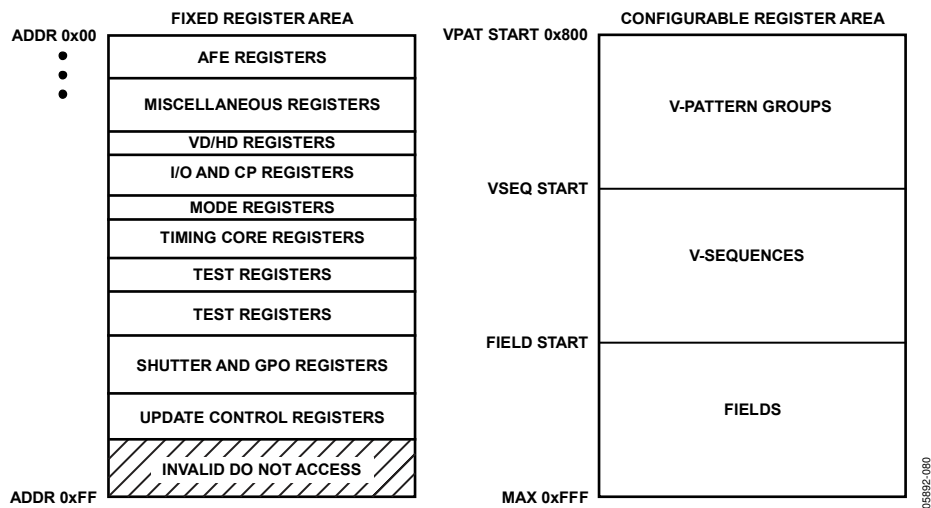 FIXED REGISTER AREA
ADDR 0x00
AFE REGISTERS
MISCELLANEOUS REGISTERS
VD/HD REGISTERS
I/O AND CP REGISTERS
MODE REGISTERS
TIMING CORE REGISTERS
TEST REGISTERS
TEST REGISTERS
SHUTTER AND GPO REGISTERS
UPDATE CONTROL REGISTERS
INVALID DO NOT ACCESS
ADDR 0xFF
CONFIGURABLE REGISTER AREA
VPAT START 0x800
V-PATTERN GROUPS
VSEQ START
V-SEQUENCES
FIELD START
FIELDS
MAX 0xFFF
05892-080